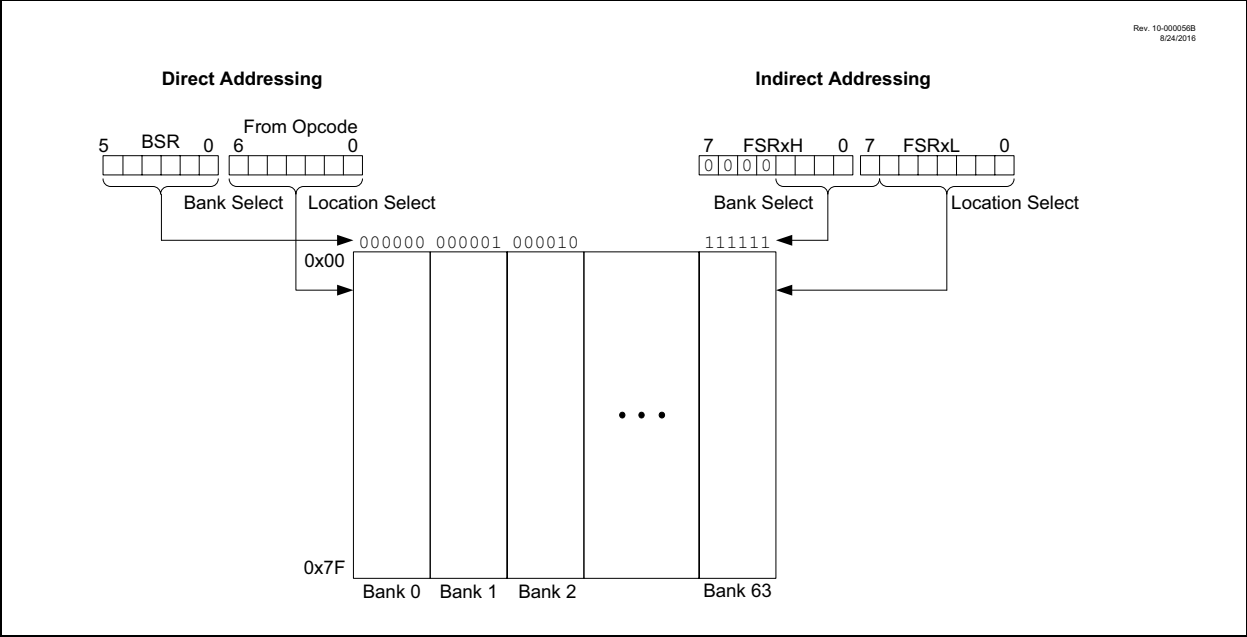 Rev. 10-000056B
8/24/2016
Direct Addressing
Indirect Addressing
From Opcode
5 BSR 0 6 0
7 FSRxH 0 7 FSRxL 0
0 0 0 0
Bank Select Location Select
Bank Select Location Select
000000 000001 000010 111111
0x00
0x7F
Bank 0 Bank 1 Bank 2 Bank 63